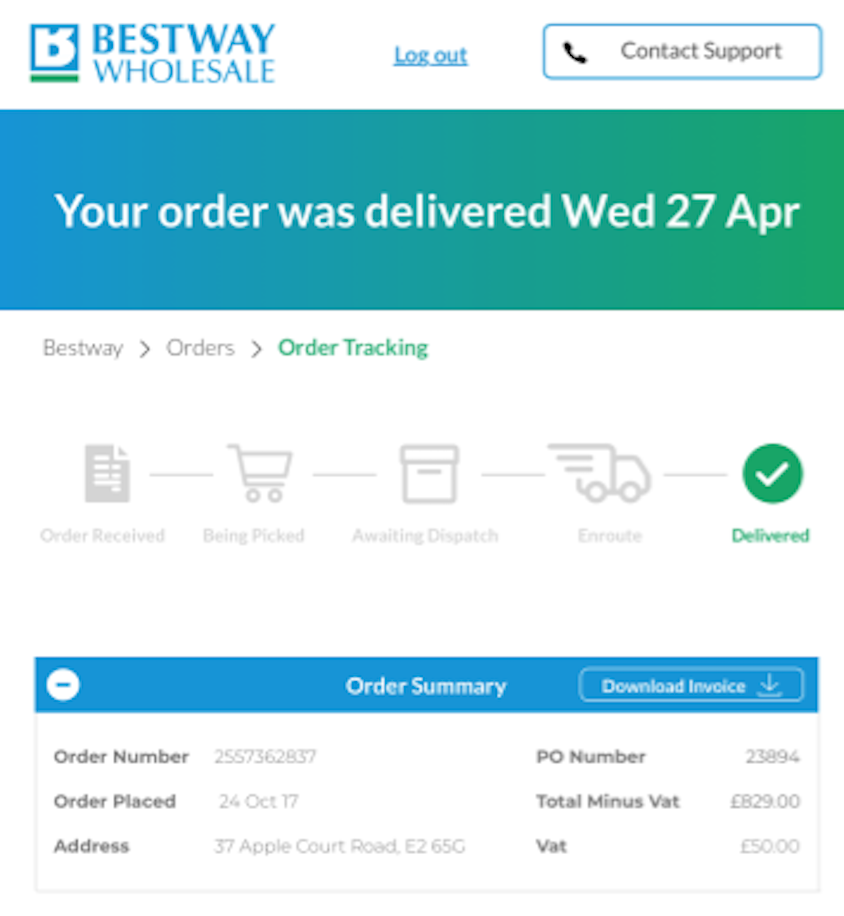 BESTWAY
WHOLESALE
Log out
Contact Support
Your order was delivered Wed 27 Apr
Bestway > Orders > Order Tracking
Order Received Being Picked Awaiting Dispatch Enroute Delivered
Order Summary Download Invoice
Order Number 2557362837 PO Number 23894
Order Placed 24 Oct 17 Total Minus Vat £829.00
Address 37 Apple Court Road, E2 65G Vat £50.00